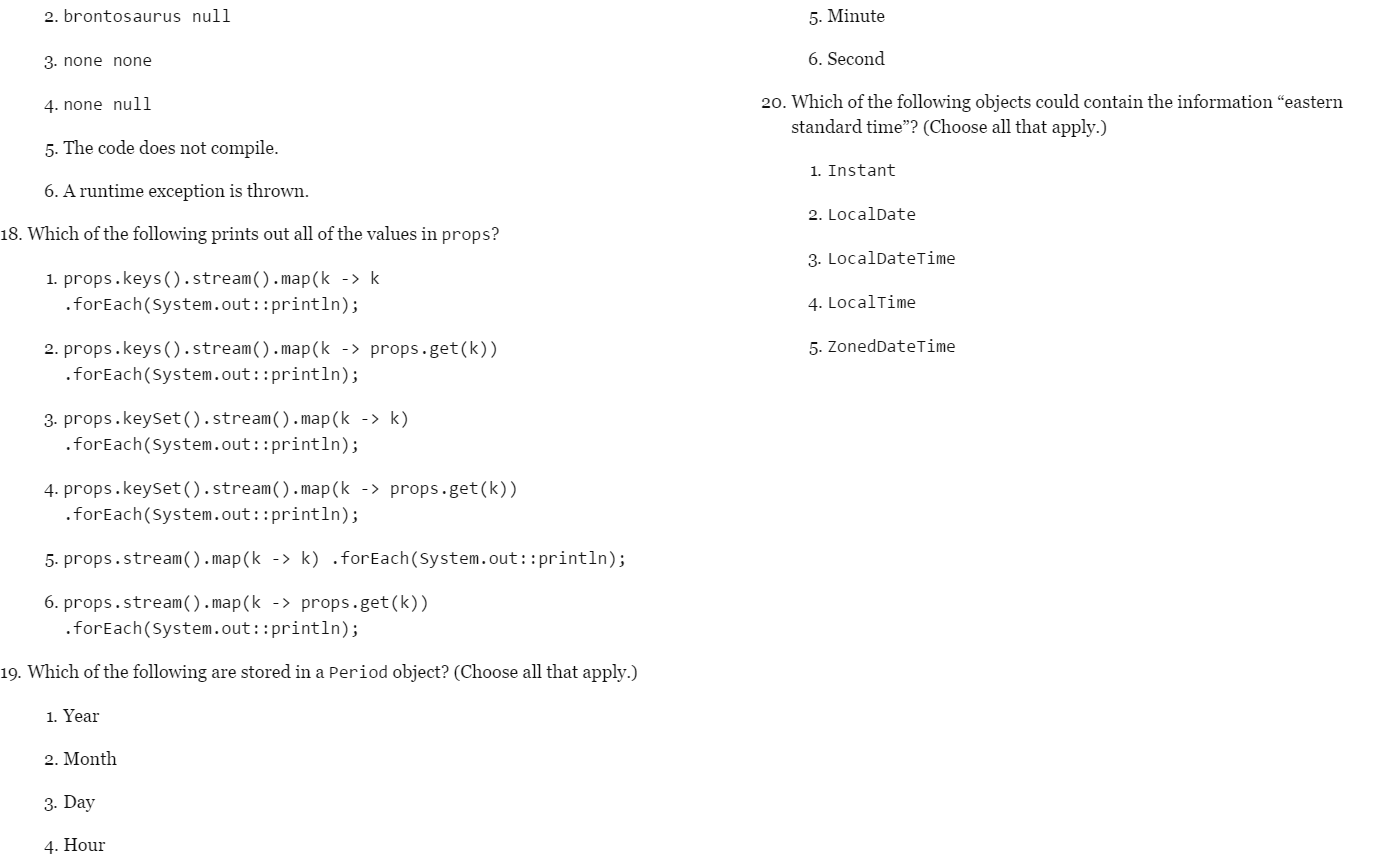 2. brontosaurus null
3. none none
4. none null
5. The code does not compile.
6. A runtime exception is thrown.
18. Which of the following prints out all of the values in props?
1. props.keys().stream().map(k -> k
.forEach(System.out::println);
2. props.keys().stream().map(k -> props.get(k))
.forEach(System.out::println);
3. props.keySet().stream().map(k -> k)
.forEach(System.out::println);
4. props.keySet().stream().map(k -> props.get(k))
.forEach(System.out::println);
5. props.stream().map(k -> k) .forEach(System.out::println);
6. props.stream().map(k -> props.get(k))
.forEach(System.out::println);
19. Which of the following are stored in a Period object? (Choose all that apply.)
1. Year
2. Month
3. Day
4. Hour
5. Minute
6. Second
20. Which of the following objects could contain the information “eastern
standard time”? (Choose all that apply.)
1. Instant
2. LocalDate
3. LocalDateTime
4. LocalTime
5. ZonedDateTime